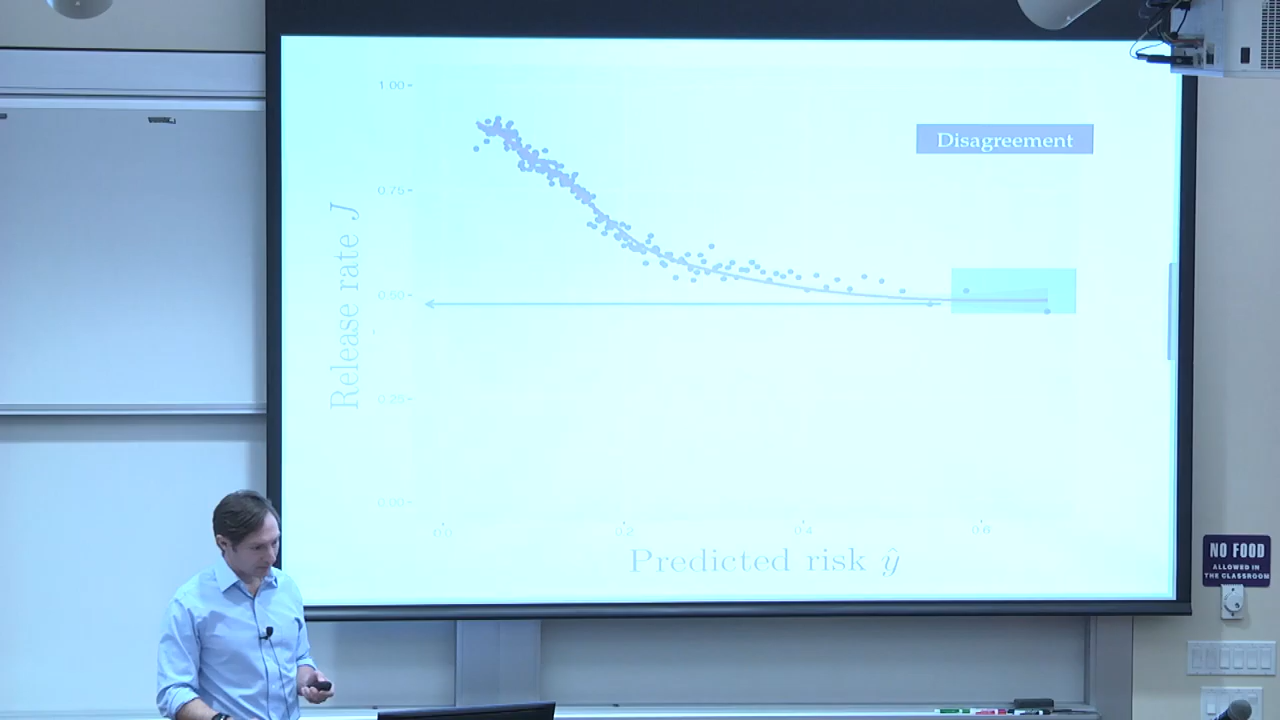 1.00
Disagreement
0.75
Release rate J
0.50
0.25
0.00
0.0 0.2 0.4 0.6
Predicted risk ŷ
NO FOOD
ALLOWED IN
THE CLASSROOM